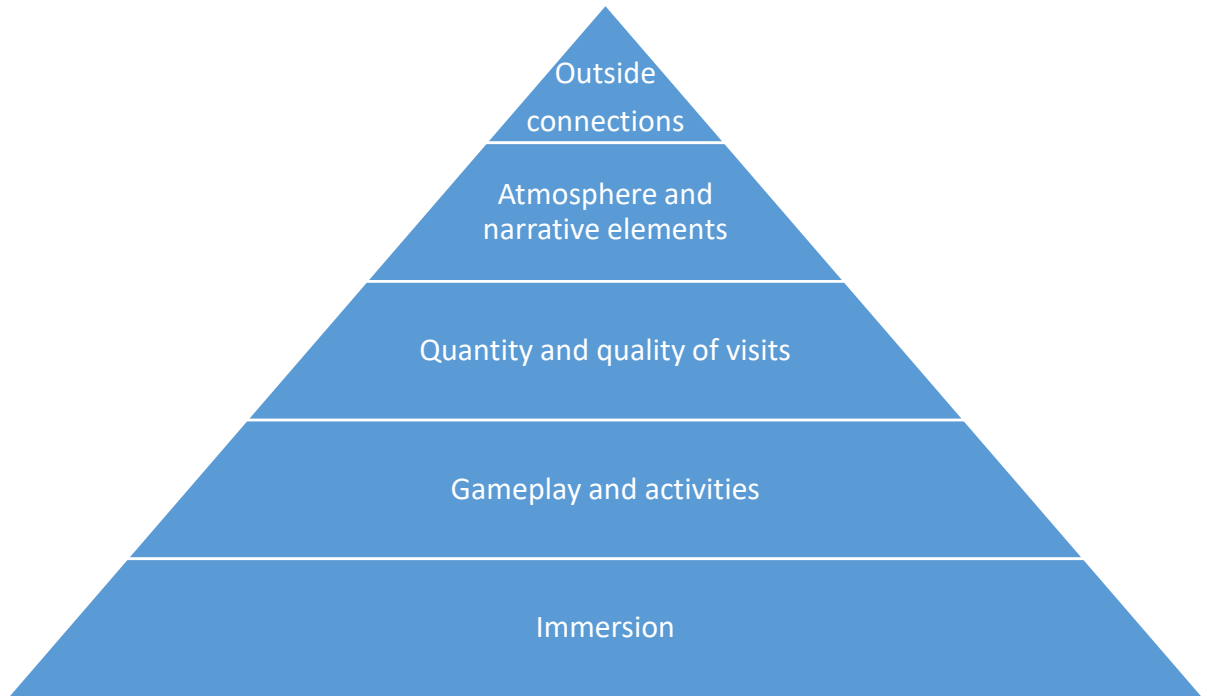 Outside
connections
Atmosphere and
narrative elements
Quantity and quality of visits
Gameplay and activities
Immersion